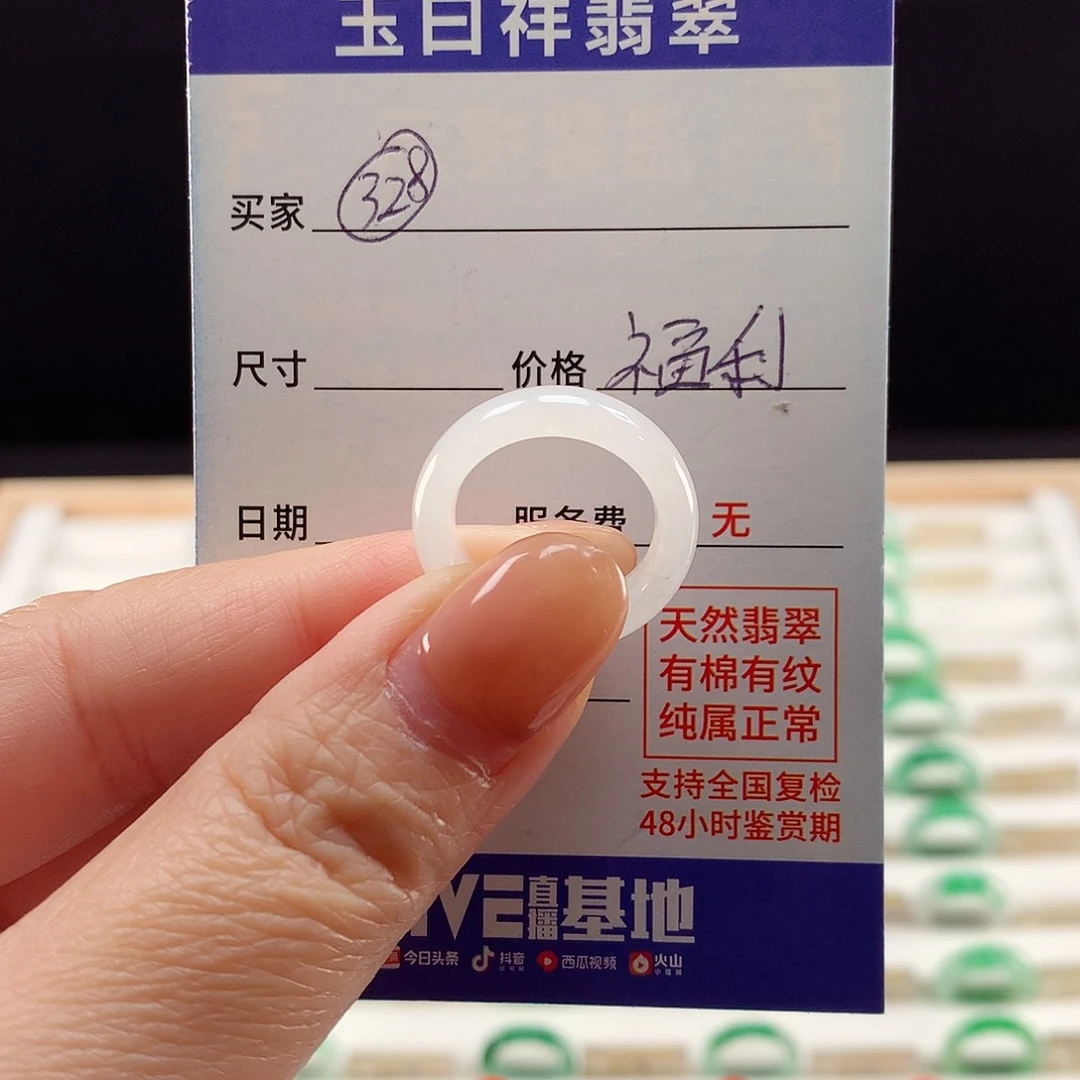 玉日祥翡翠
买家 328
尺寸 价格 福利
日期 服务费 无
天然翡翠
有棉有纹
纯属正常
支持全国复检
48小时鉴赏期
直播基地
今日头条 抖音 西瓜视频 火山